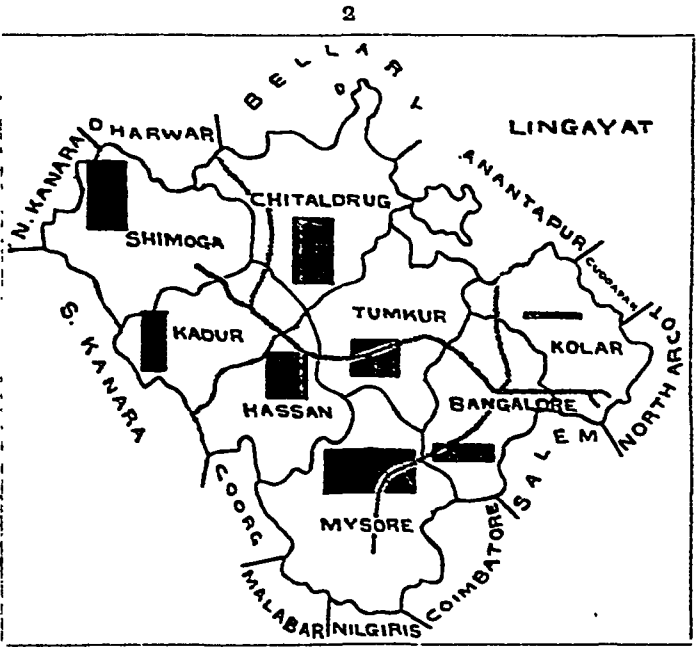 2
BELLARY
D
LINGAYAT
DHARWAR
N. KANARA
ANANTAPUR
CHITALDRUG
SHIMOGA
CUDDAPAH
S. KANARA
TUMKUR
KADUR
KOLAR
NORTH ARCOT
HASSAN
BANGALORE
SALEM
COORG
MYSORE
COIMBATORE
MALABAR
NILGIRIS